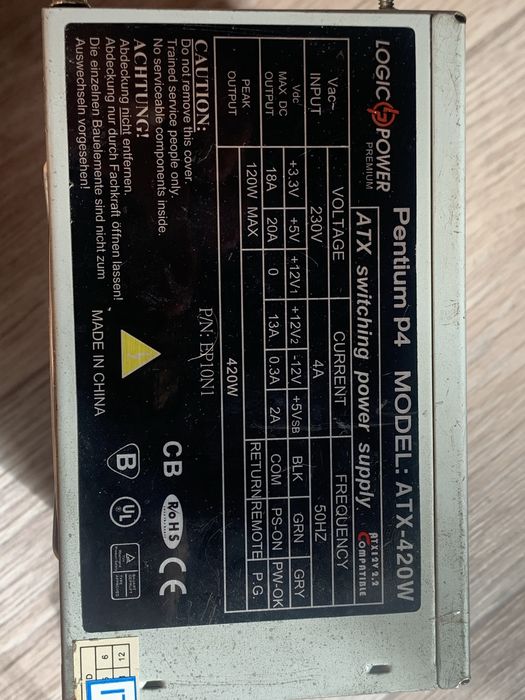 LOGIC POWER
PREMIUM
Pentium P4 MODEL: ATX-420W
ATX switching power supply
ATX12V 2.2
COMPATIBLE
VOLTAGE CURRENT FREQUENCY
Vac~ INPUT 230V 4A 50HZ
Vdc +3.3V +5V +12V1 +12V2 -12V +5VSB BLK GRN GRY
MAX DC OUTPUT 18A 20A 0 13A 0.3A 2A COM PS-ON PW-OK
PEAK OUTPUT 120W MAX RETURN REMOTE P.G.
420W
CAUTION:
Do not remove this cover.
Trained service people only.
No serviceable components inside.
ACHTUNG!
Abdeckung nicht entfernen.
Abdeckung nur durch Fachkraft öffnen lassen!
Die einzelnen Bauelemente sind nicht zum
Auswechseln vorgesehen!
P/N: PP10N1
MADE IN CHINA
CB RoHS CE
B UL
6
12